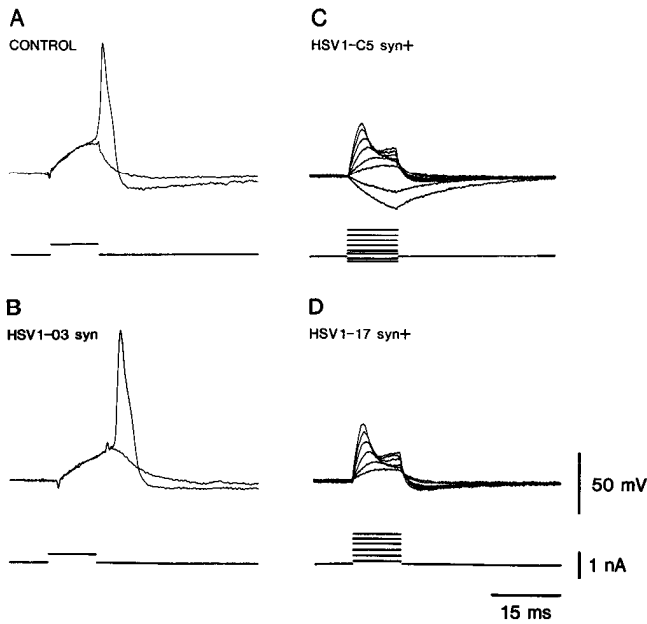 A
CONTROL
C
HSV1-C5 syn+
B
HSV1-03 syn
D
HSV1-17 syn+
50 mV
1 nA
15 ms